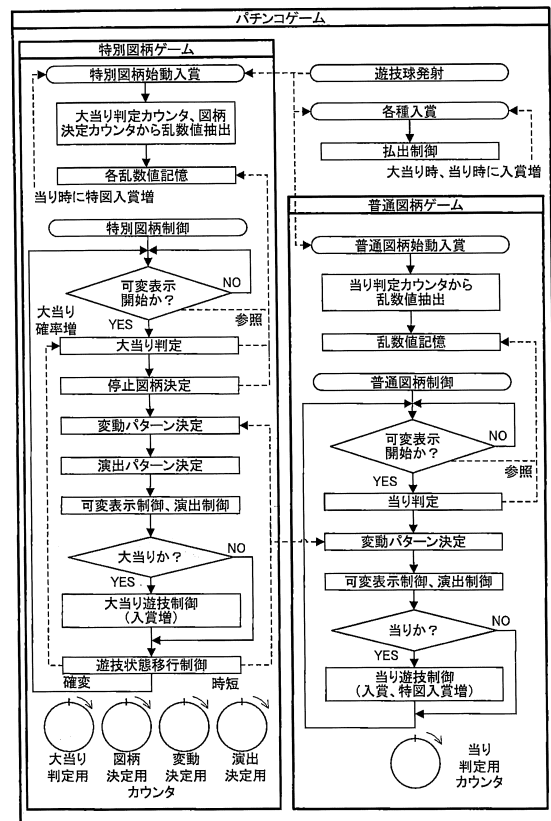 パチンコゲーム
特別図柄ゲーム
特別図柄始動入賞
大当り判定カウンタ、図柄
決定カウンタから乱数値抽出
各乱数値記憶
当り時に特図入賞増
特別図柄制御
可変表示
開始か?
NO
YES
参照
大当り
確率増
大当り判定
停止図柄決定
変動パターン決定
演出パターン決定
可変表示制御、演出制御
大当りか?
NO
YES
大当り遊技制御
(入賞増)
遊技状態移行制御
確変
時短
大当り
判定用
図柄
決定用
変動
決定用
演出
決定用
カウンタ
遊技球発射
各種入賞
払出制御
大当り時、当り時に入賞増
普通図柄ゲーム
普通図柄始動入賞
当り判定カウンタから
乱数値抽出
乱数値記憶
普通図柄制御
可変表示
開始か?
NO
YES
参照
当り判定
変動パターン決定
可変表示制御、演出制御
当りか?
NO
YES
当り遊技制御
(入賞、特図入賞増)
当り
判定用
カウンタ